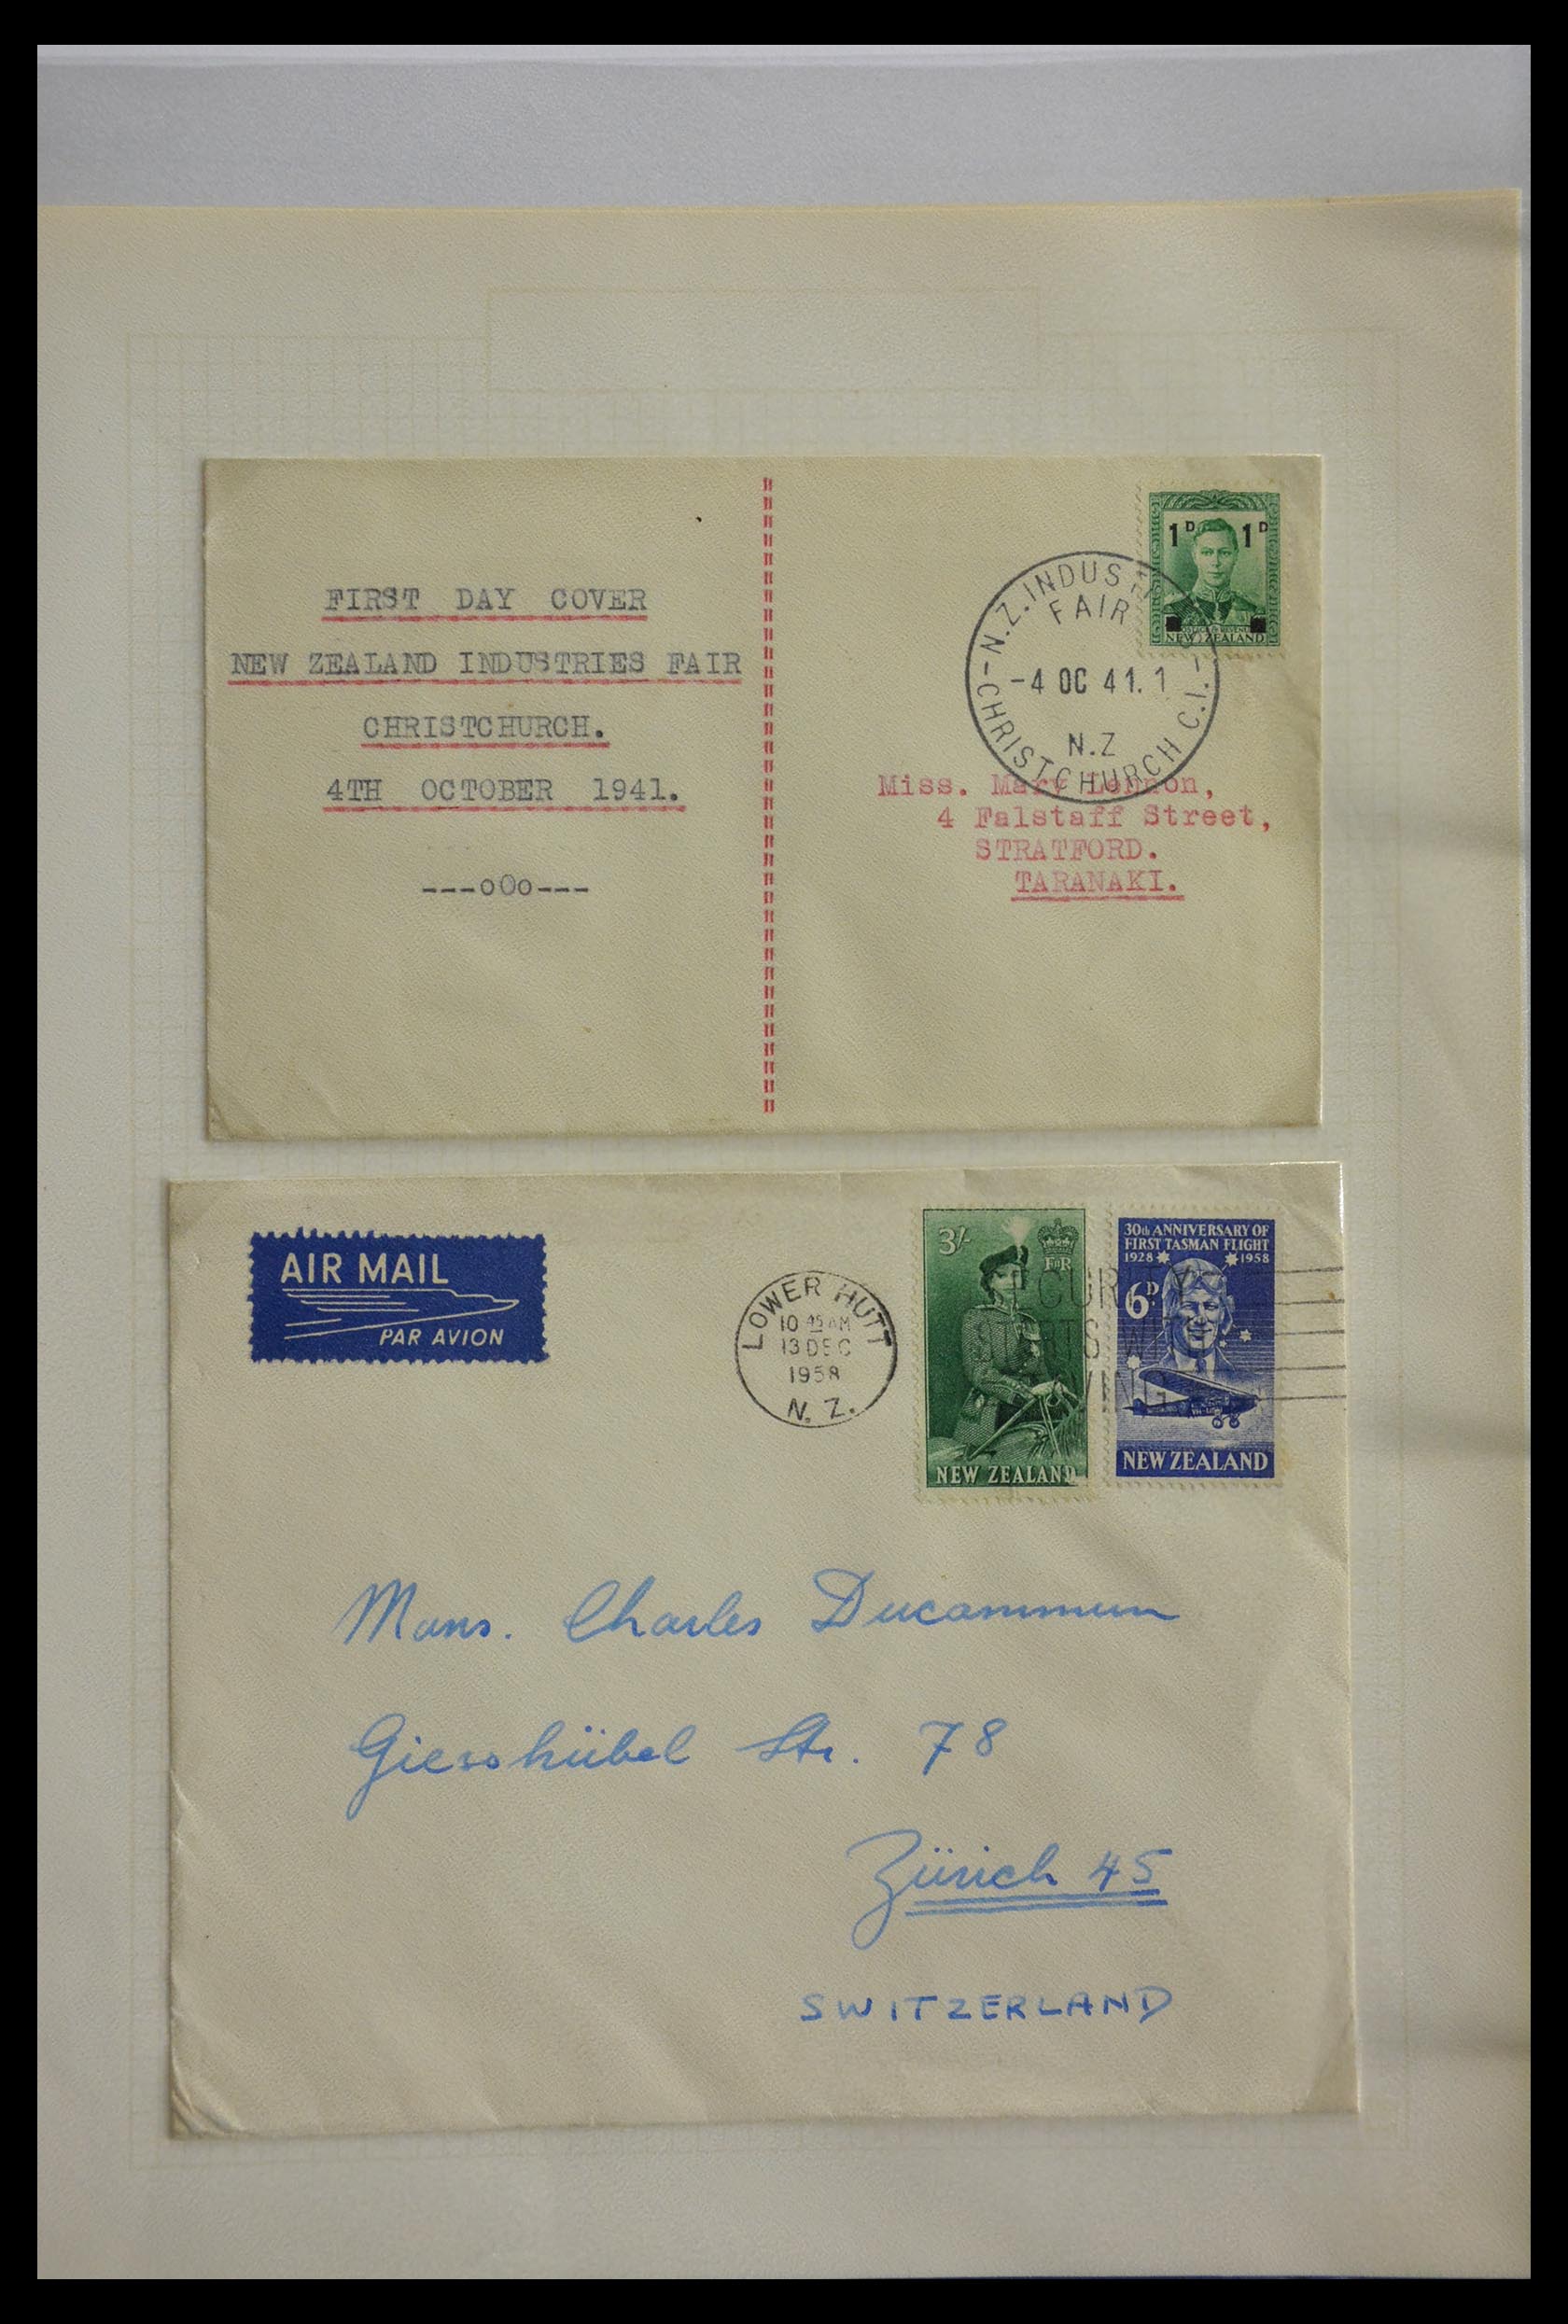 FIRST DAY COVER
NEW ZEALAND INDUSTRIES FAIR
CHRISTCHURCH.
4TH OCTOBER 1941.
---oOo---
1D 1D
NEW ZEALAND
N.Z. INDUS
FAIR
-4 OC 41.1
N.Z
CHRISTCHURCH C.I.
Miss. Mary Lennon,
4 Falstaff Street,
STRATFORD.
TARANAKI.
AIR MAIL
PAR AVION
LOWER HUTT
10 45 AM
13 DEC
1958
N. Z.
3/-
EIIR
NEW ZEALAND
30th ANNIVERSARY OF
FIRST TASMAN FLIGHT
1928 1958
6D
NEW ZEALAND
Mons. Charles Ducommun
Giesshübel Str. 78
Zürich 45
SWITZERLAND